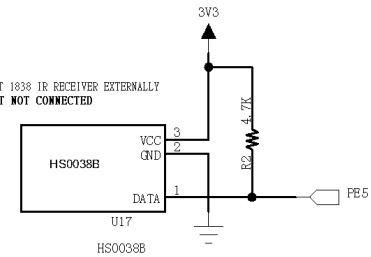 3V3
T 1838 IR RECEIVER EXTERNALLY
T NOT CONNECTED
4.7K
R2
VCC 3
GND 2
HS0038B
DATA 1
PE5
U17
HS0038B